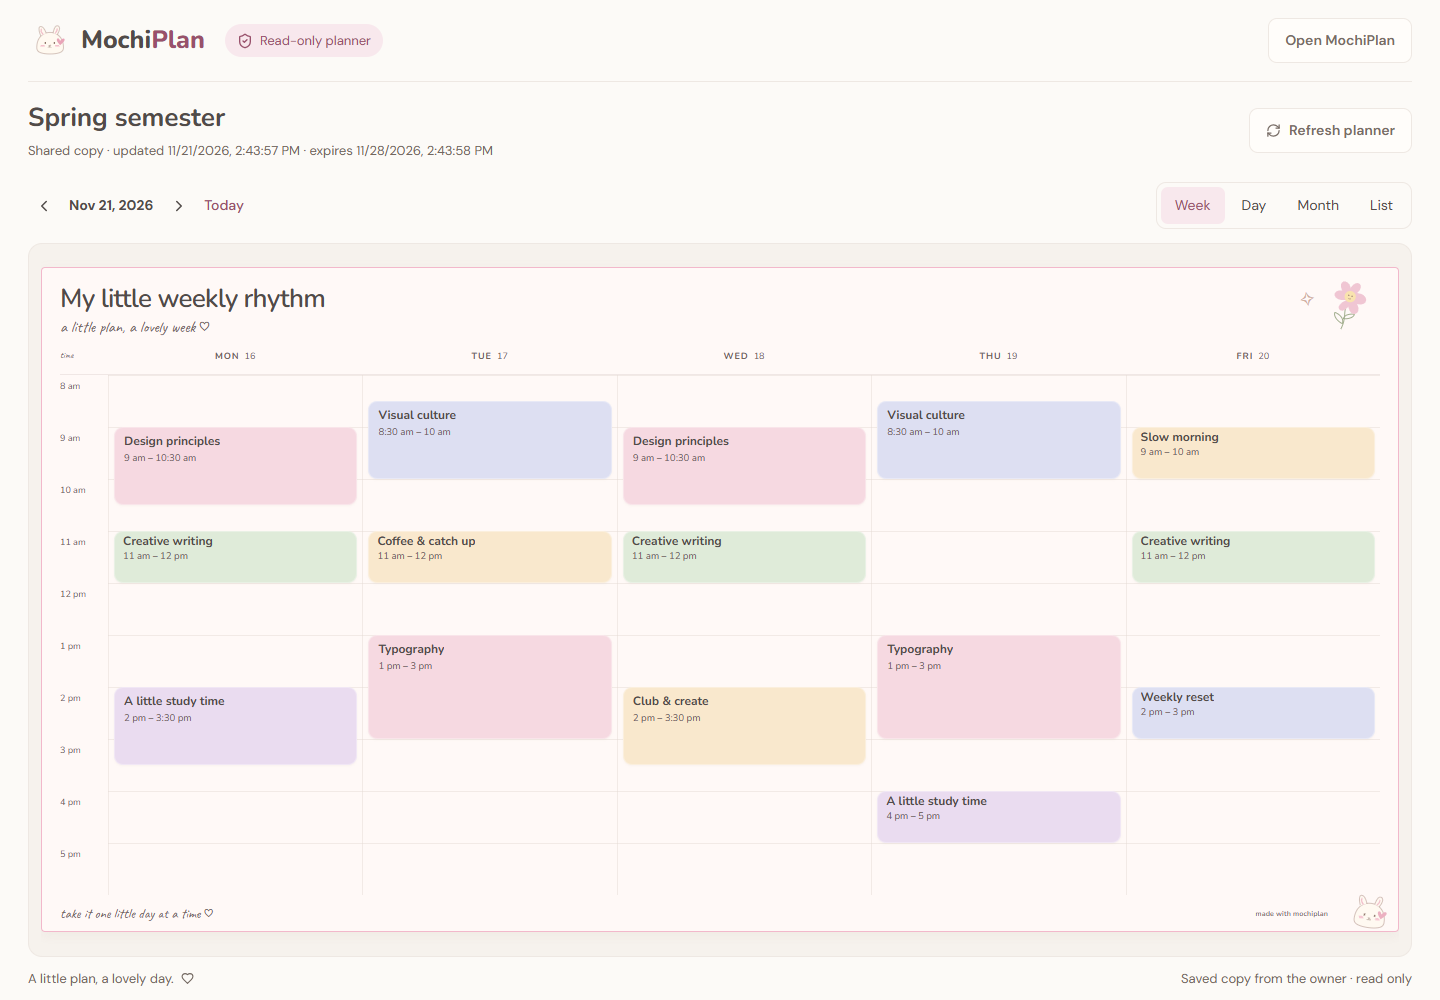 MochiPlan
Read-only planner
Open MochiPlan
Spring semester
Shared copy · updated 11/21/2026, 2:43:57 PM · expires 11/28/2026, 2:43:58 PM
Refresh planner
Nov 21, 2026
Today
Week
Day
Month
List
My little weekly rhythm
a little plan, a lovely week ♡
time
MON 16
TUE 17
WED 18
THU 19
FRI 20
8 am
9 am
10 am
11 am
12 pm
1 pm
2 pm
3 pm
4 pm
5 pm
Design principles
9 am – 10:30 am
Creative writing
11 am – 12 pm
A little study time
2 pm – 3:30 pm
Visual culture
8:30 am – 10 am
Coffee & catch up
11 am – 12 pm
Typography
1 pm – 3 pm
Design principles
9 am – 10:30 am
Creative writing
11 am – 12 pm
Club & create
2 pm – 3:30 pm
Visual culture
8:30 am – 10 am
Typography
1 pm – 3 pm
A little study time
4 pm – 5 pm
Slow morning
9 am – 10 am
Creative writing
11 am – 12 pm
Weekly reset
2 pm – 3 pm
take it one little day at a time ♡
made with mochiplan
A little plan, a lovely day. ♡
Saved copy from the owner · read only